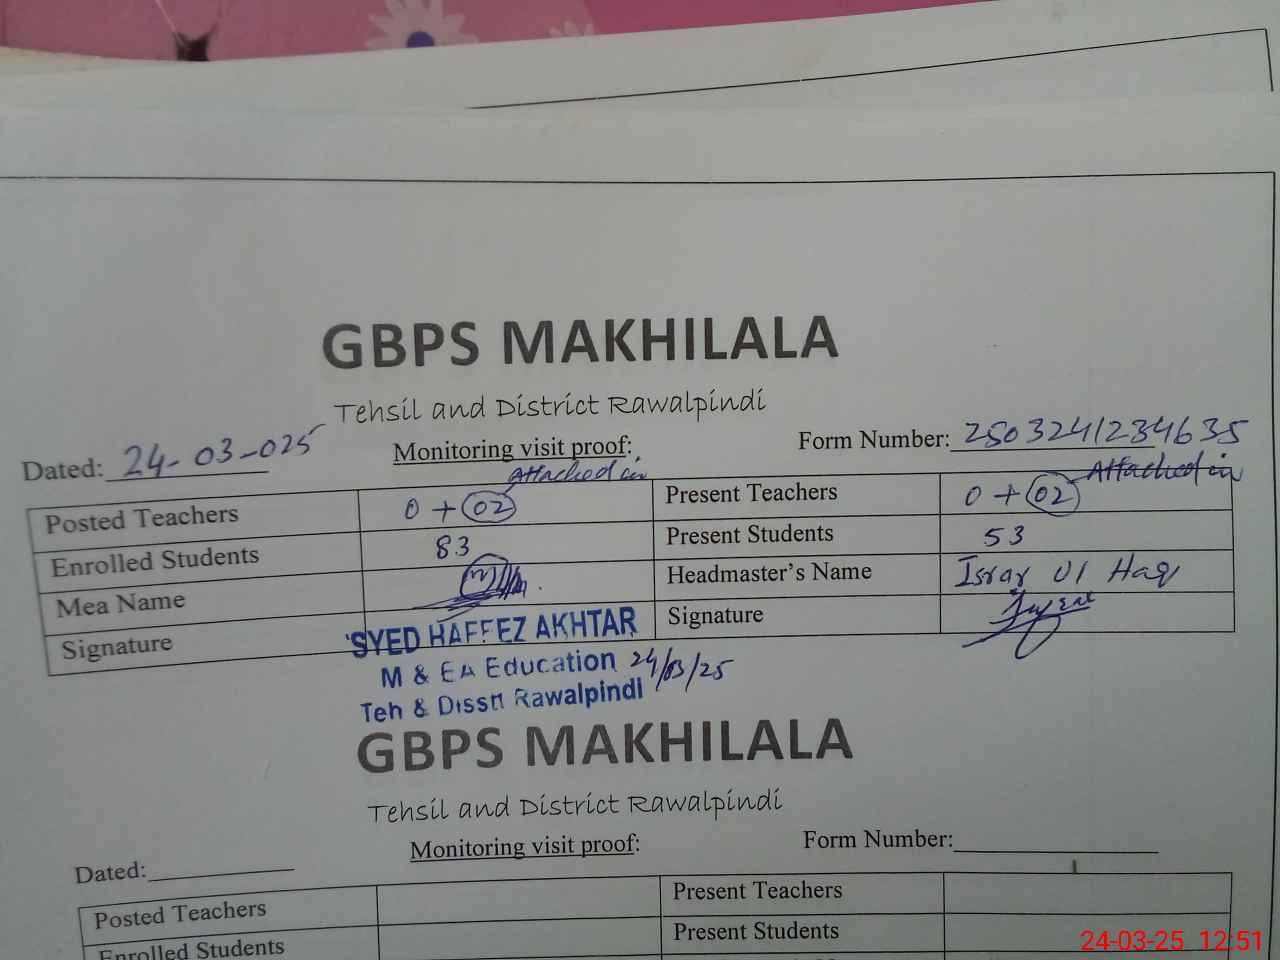 GBPS MAKHILALA
Tehsil and District Rawalpindi
Dated: 24-03-025 Monitoring visit proof: Form Number: 2503241234635
Attached in Attached in
Posted Teachers 0 + 02 Present Teachers 0 + 02
Enrolled Students 83 Present Students 53
Mea Name Headmaster's Name Israr Ul Haq
Signature Signature
SYED HAFEEZ AKHTAR
M & EA Education 24/03/25
Teh & Disstt Rawalpindi
GBPS MAKHILALA
Tehsil and District Rawalpindi
Dated: Monitoring visit proof: Form Number:
Posted Teachers Present Teachers
Enrolled Students Present Students
24-03-25 12:51